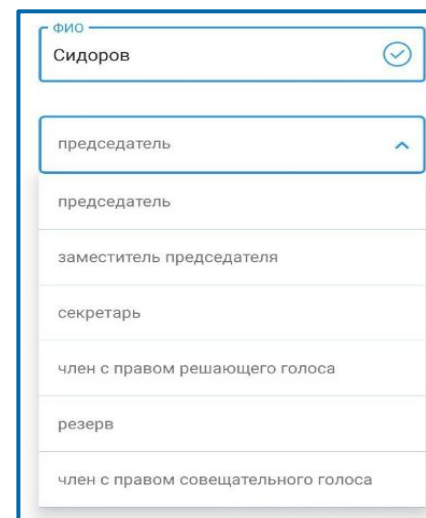 ФИО
Сидоров
председатель
председатель
заместитель председателя
секретарь
член с правом решающего голоса
резерв
член с правом совещательного голоса